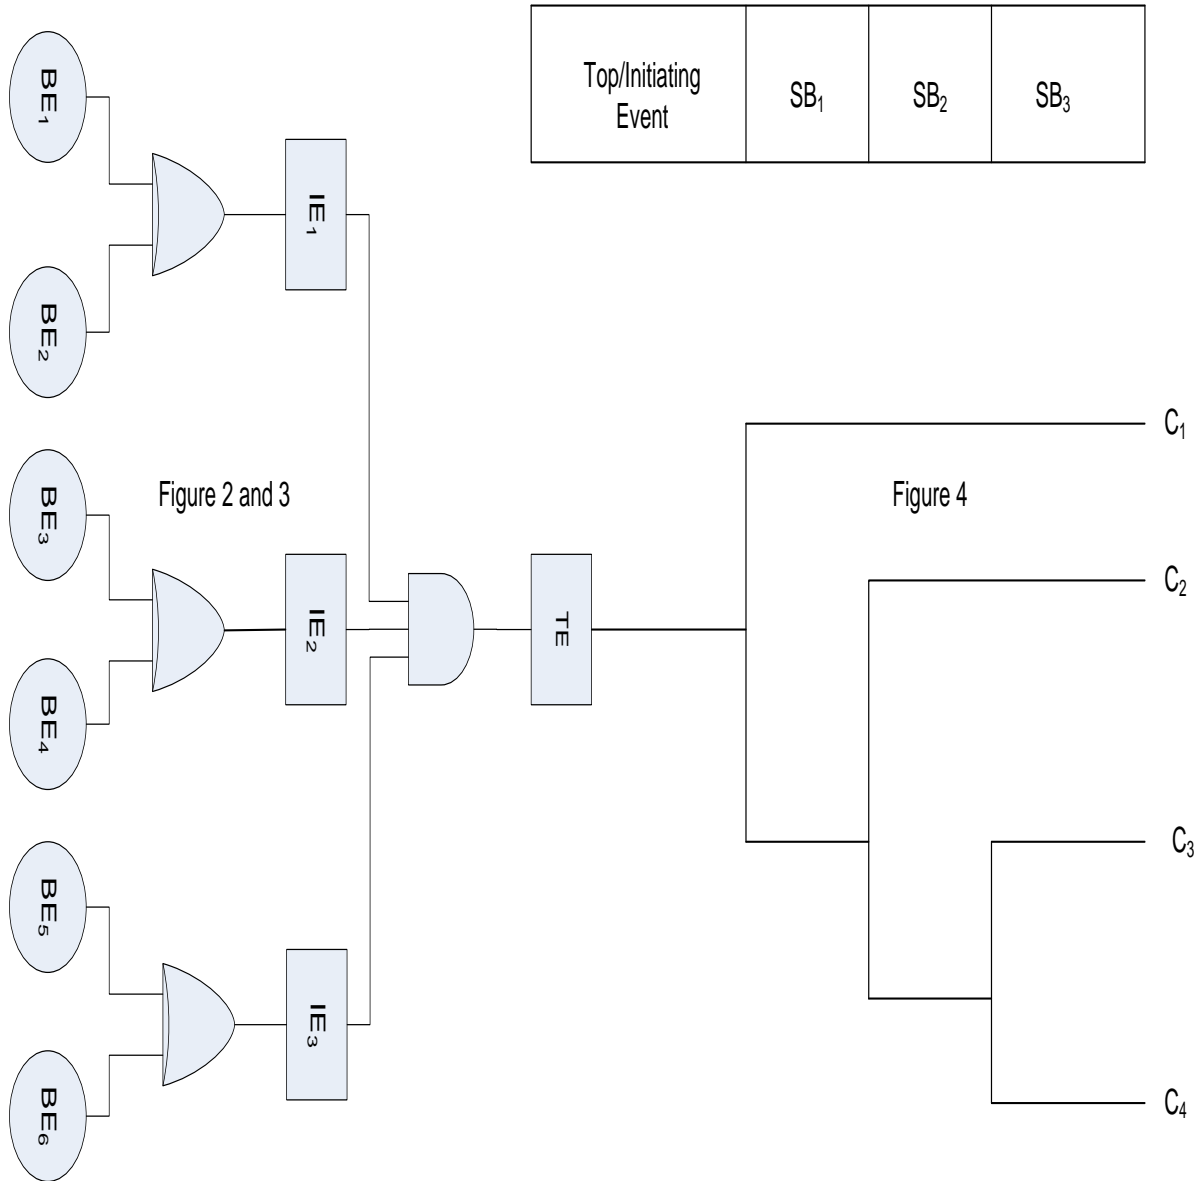 Top/Initiating
Event
SB₁
SB₂
SB₃
BE₁
IE₁
BE₂
C₁
BE₃
Figure 2 and 3
Figure 4
C₂
IE₂
TE
BE₄
C₃
BE₅
IE₃
BE₆
C₄